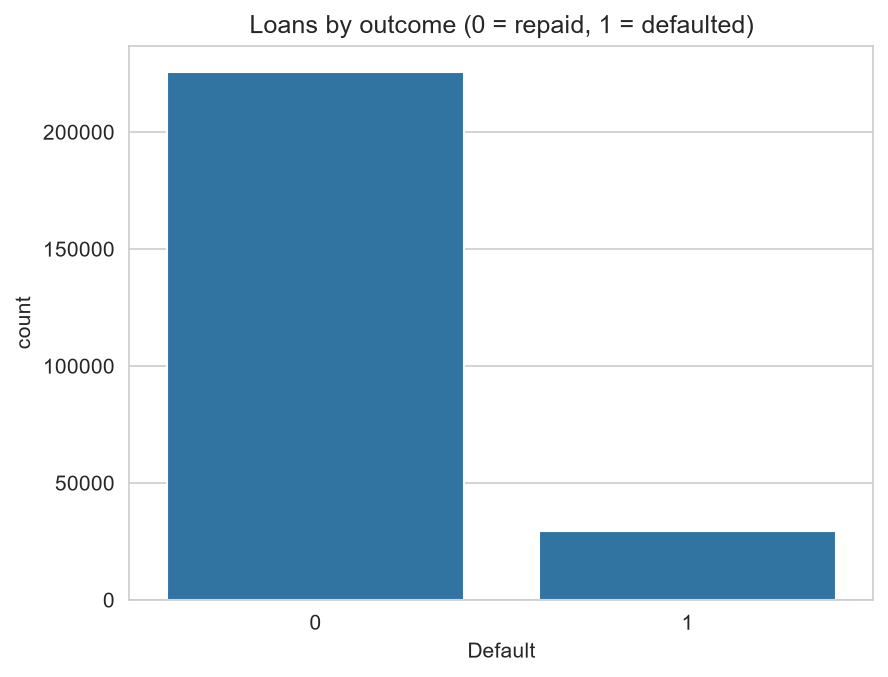 Loans by outcome (0 = repaid, 1 = defaulted)
200000
150000
100000
50000
0
count
0 1
Default